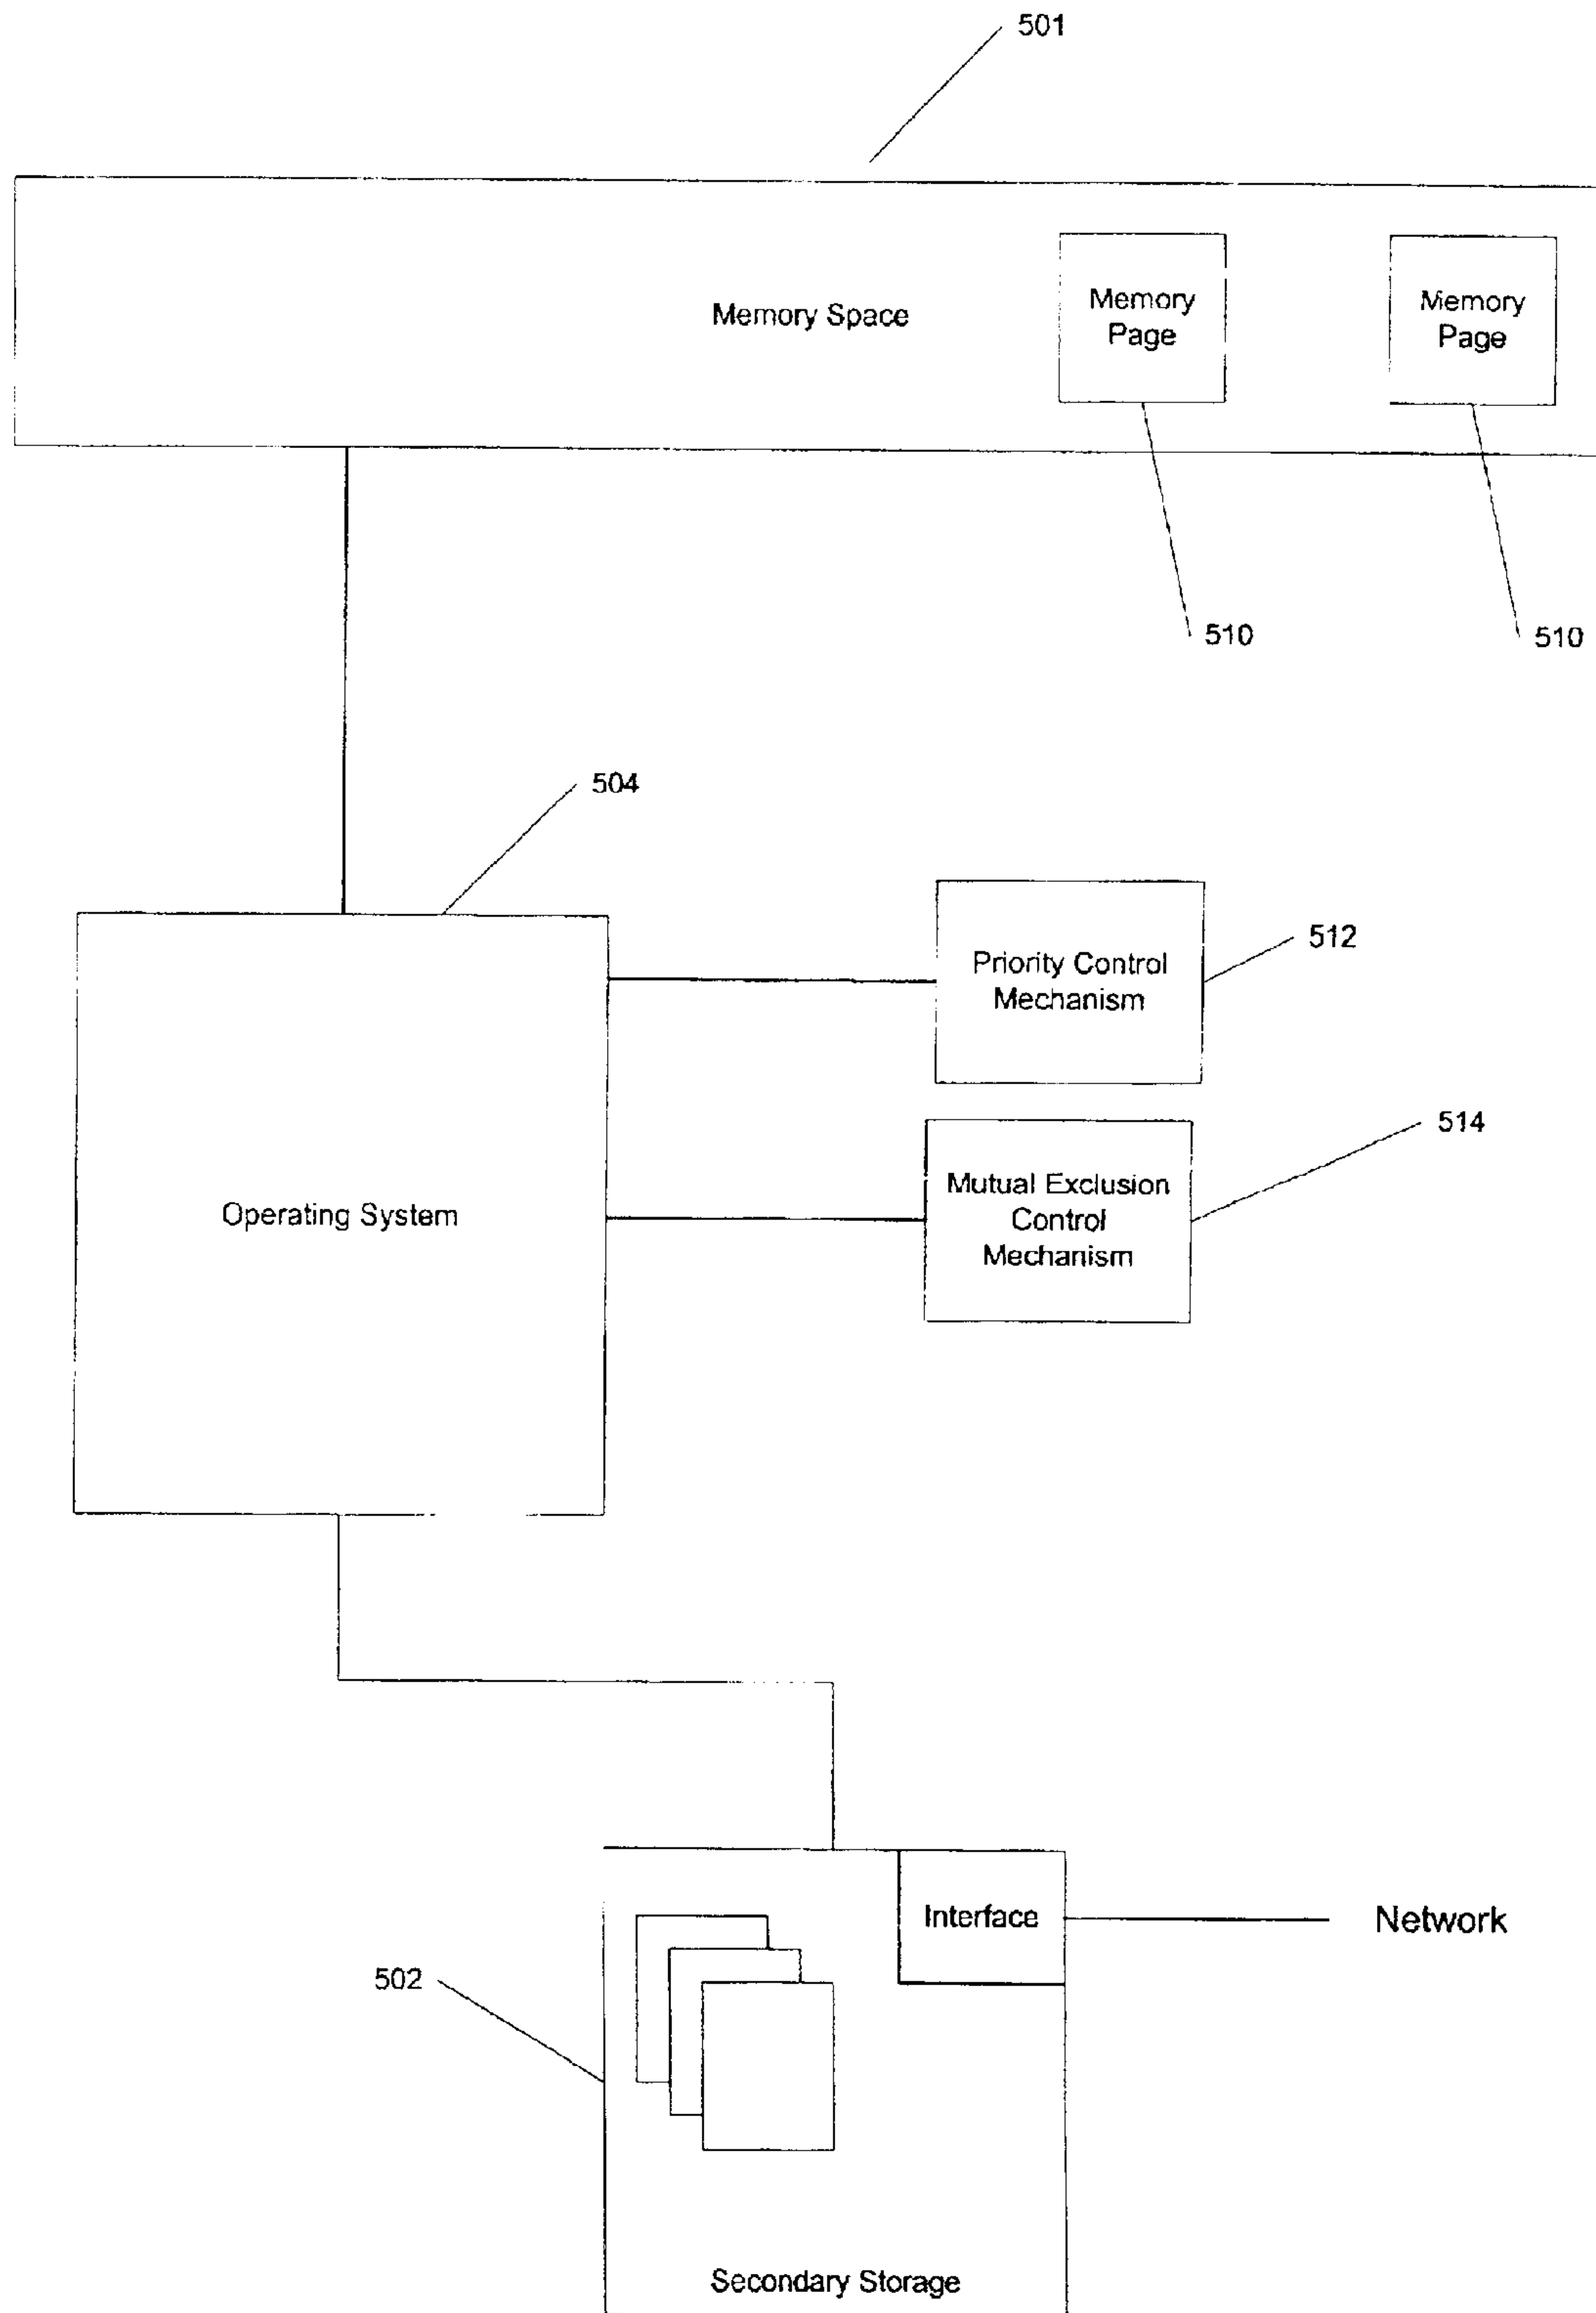 501
Memory Space
Memory
Page
Memory
Page
510
510
504
Priority Control
Mechanism
512
Mutual Exclusion
Control
Mechanism
514
Operating System
Interface
Network
502
Secondary Storage